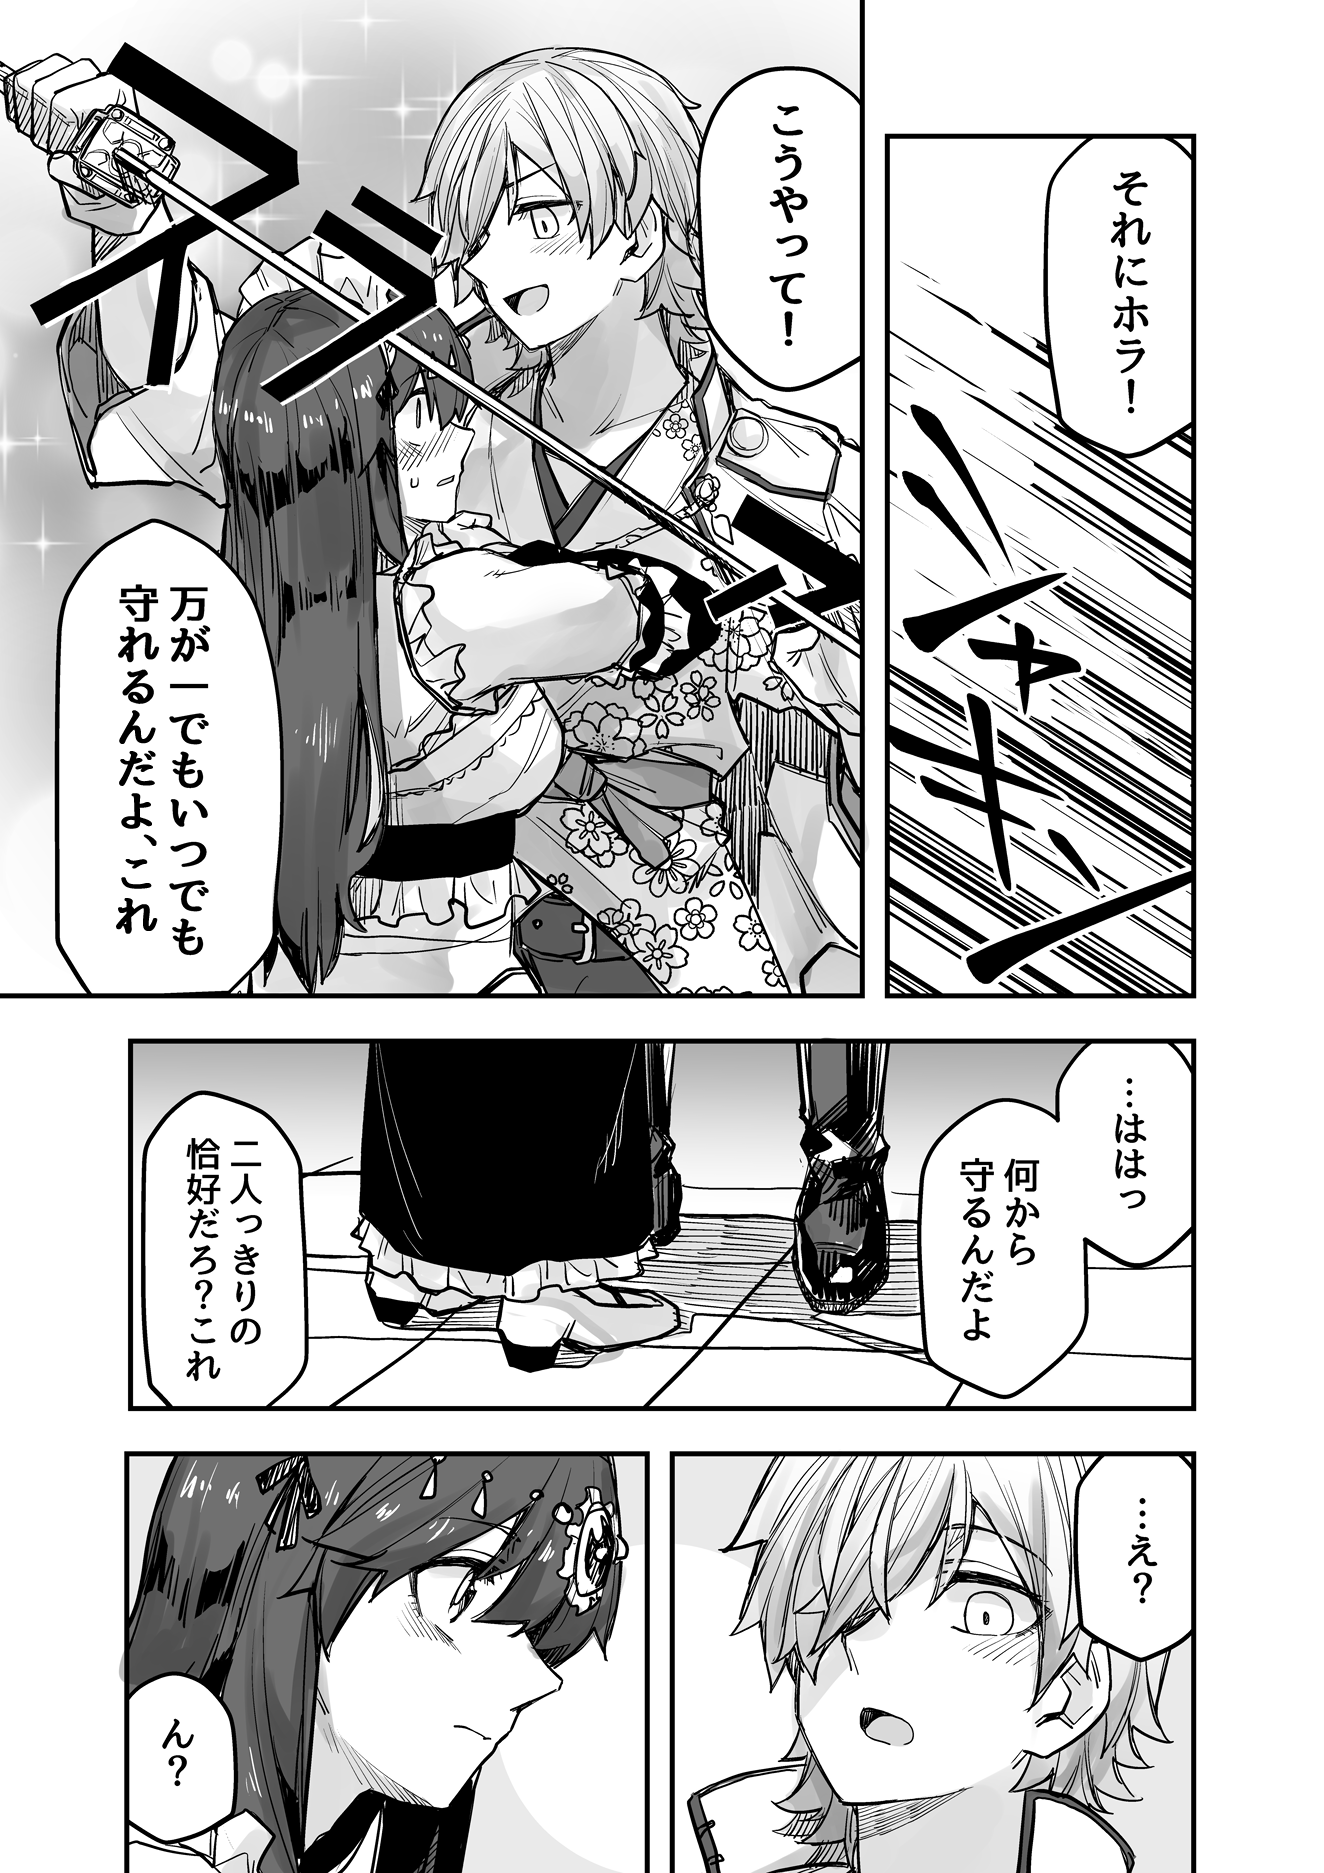 それにホラ！
ジャキッ
こうやって！
万が一でもいつでも
守れるんだよ、これ
…ははっ
何から
守るんだよ
二人っきりの
恰好だろ？これ
…え？
ん？